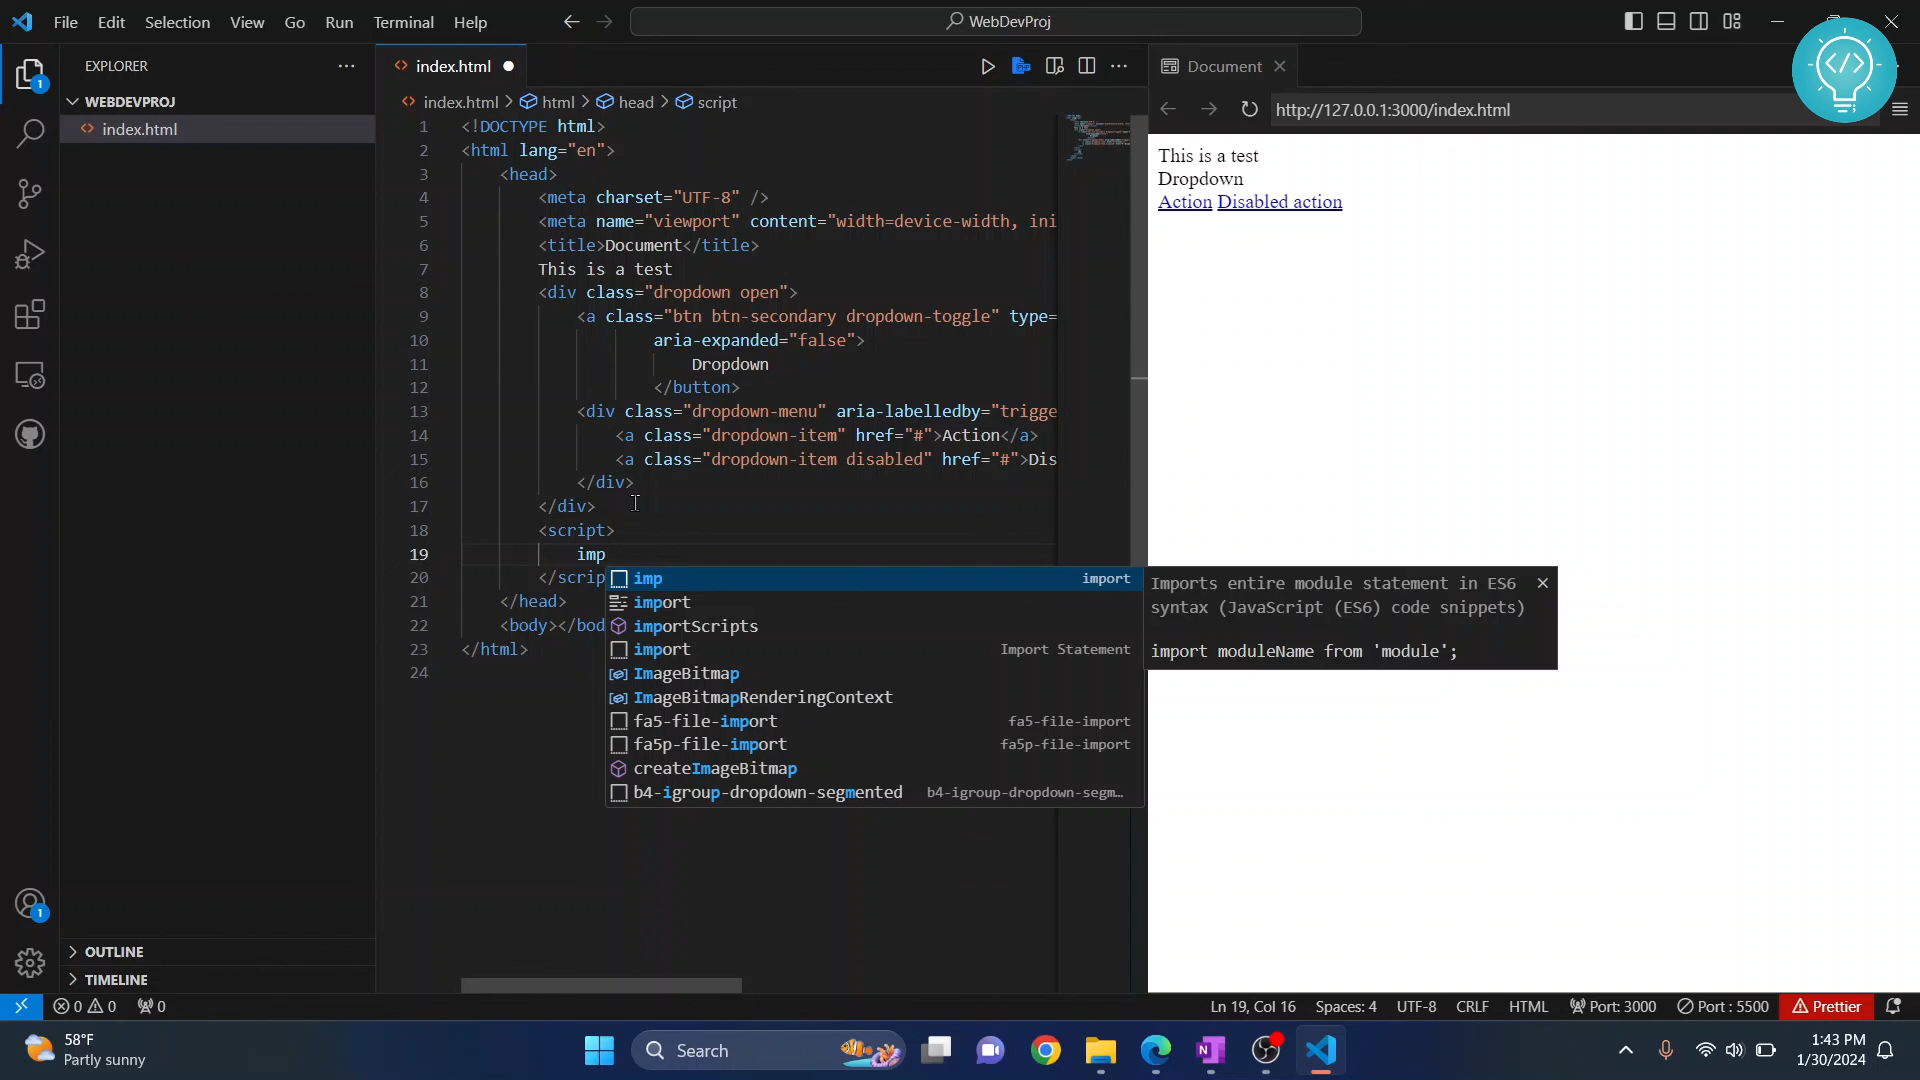 File Edit Selection View Go Run Terminal Help
WebDevProj
EXPLORER
WEBDEVPROJ
index.html
OUTLINE
TIMELINE
1
1
index.html
index.html > html > head > script
1 <!DOCTYPE html>
2 <html lang="en">
3 <head>
4 <meta charset="UTF-8" />
5 <meta name="viewport" content="width=device-width, ini
6 <title>Document</title>
7 This is a test
8 <div class="dropdown open">
9 <a class="btn btn-secondary dropdown-toggle" type=
10 aria-expanded="false">
11 Dropdown
12 </button>
13 <div class="dropdown-menu" aria-labelledby="trigge
14 <a class="dropdown-item" href="#">Action</a>
15 <a class="dropdown-item disabled" href="#">Dis
16 </div>
17 </div>
18 <script>
19 imp
20 </scrip
21 </head>
22 <body></bod
23 </html>
24
imp import
import
importScripts
import Import Statement
ImageBitmap
ImageBitmapRenderingContext
fa5-file-import fa5-file-import
fa5p-file-import fa5p-file-import
createImageBitmap
b4-igroup-dropdown-segmented b4-igroup-dropdown-segm…
Imports entire module statement in ES6
syntax (JavaScript (ES6) code snippets)
import moduleName from 'module';
Document
http://127.0.0.1:3000/index.html
This is a test
Dropdown
Action Disabled action
</>
0 0 0
Ln 19, Col 16 Spaces: 4 UTF-8 CRLF HTML Port: 3000 Port : 5500 Prettier
58°F
Partly sunny
Search
1:43 PM
1/30/2024